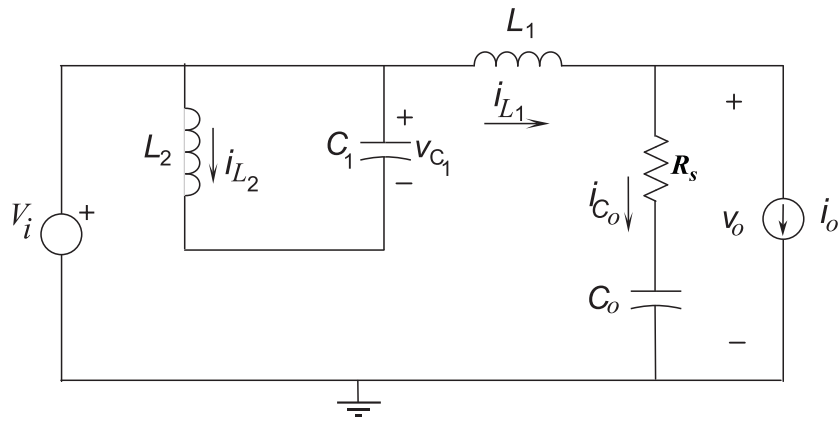 L1
iL1
+
L2
iL2
C1
+
vC1
−
Rs
Vi
+
iCo
vo
io
Co
−